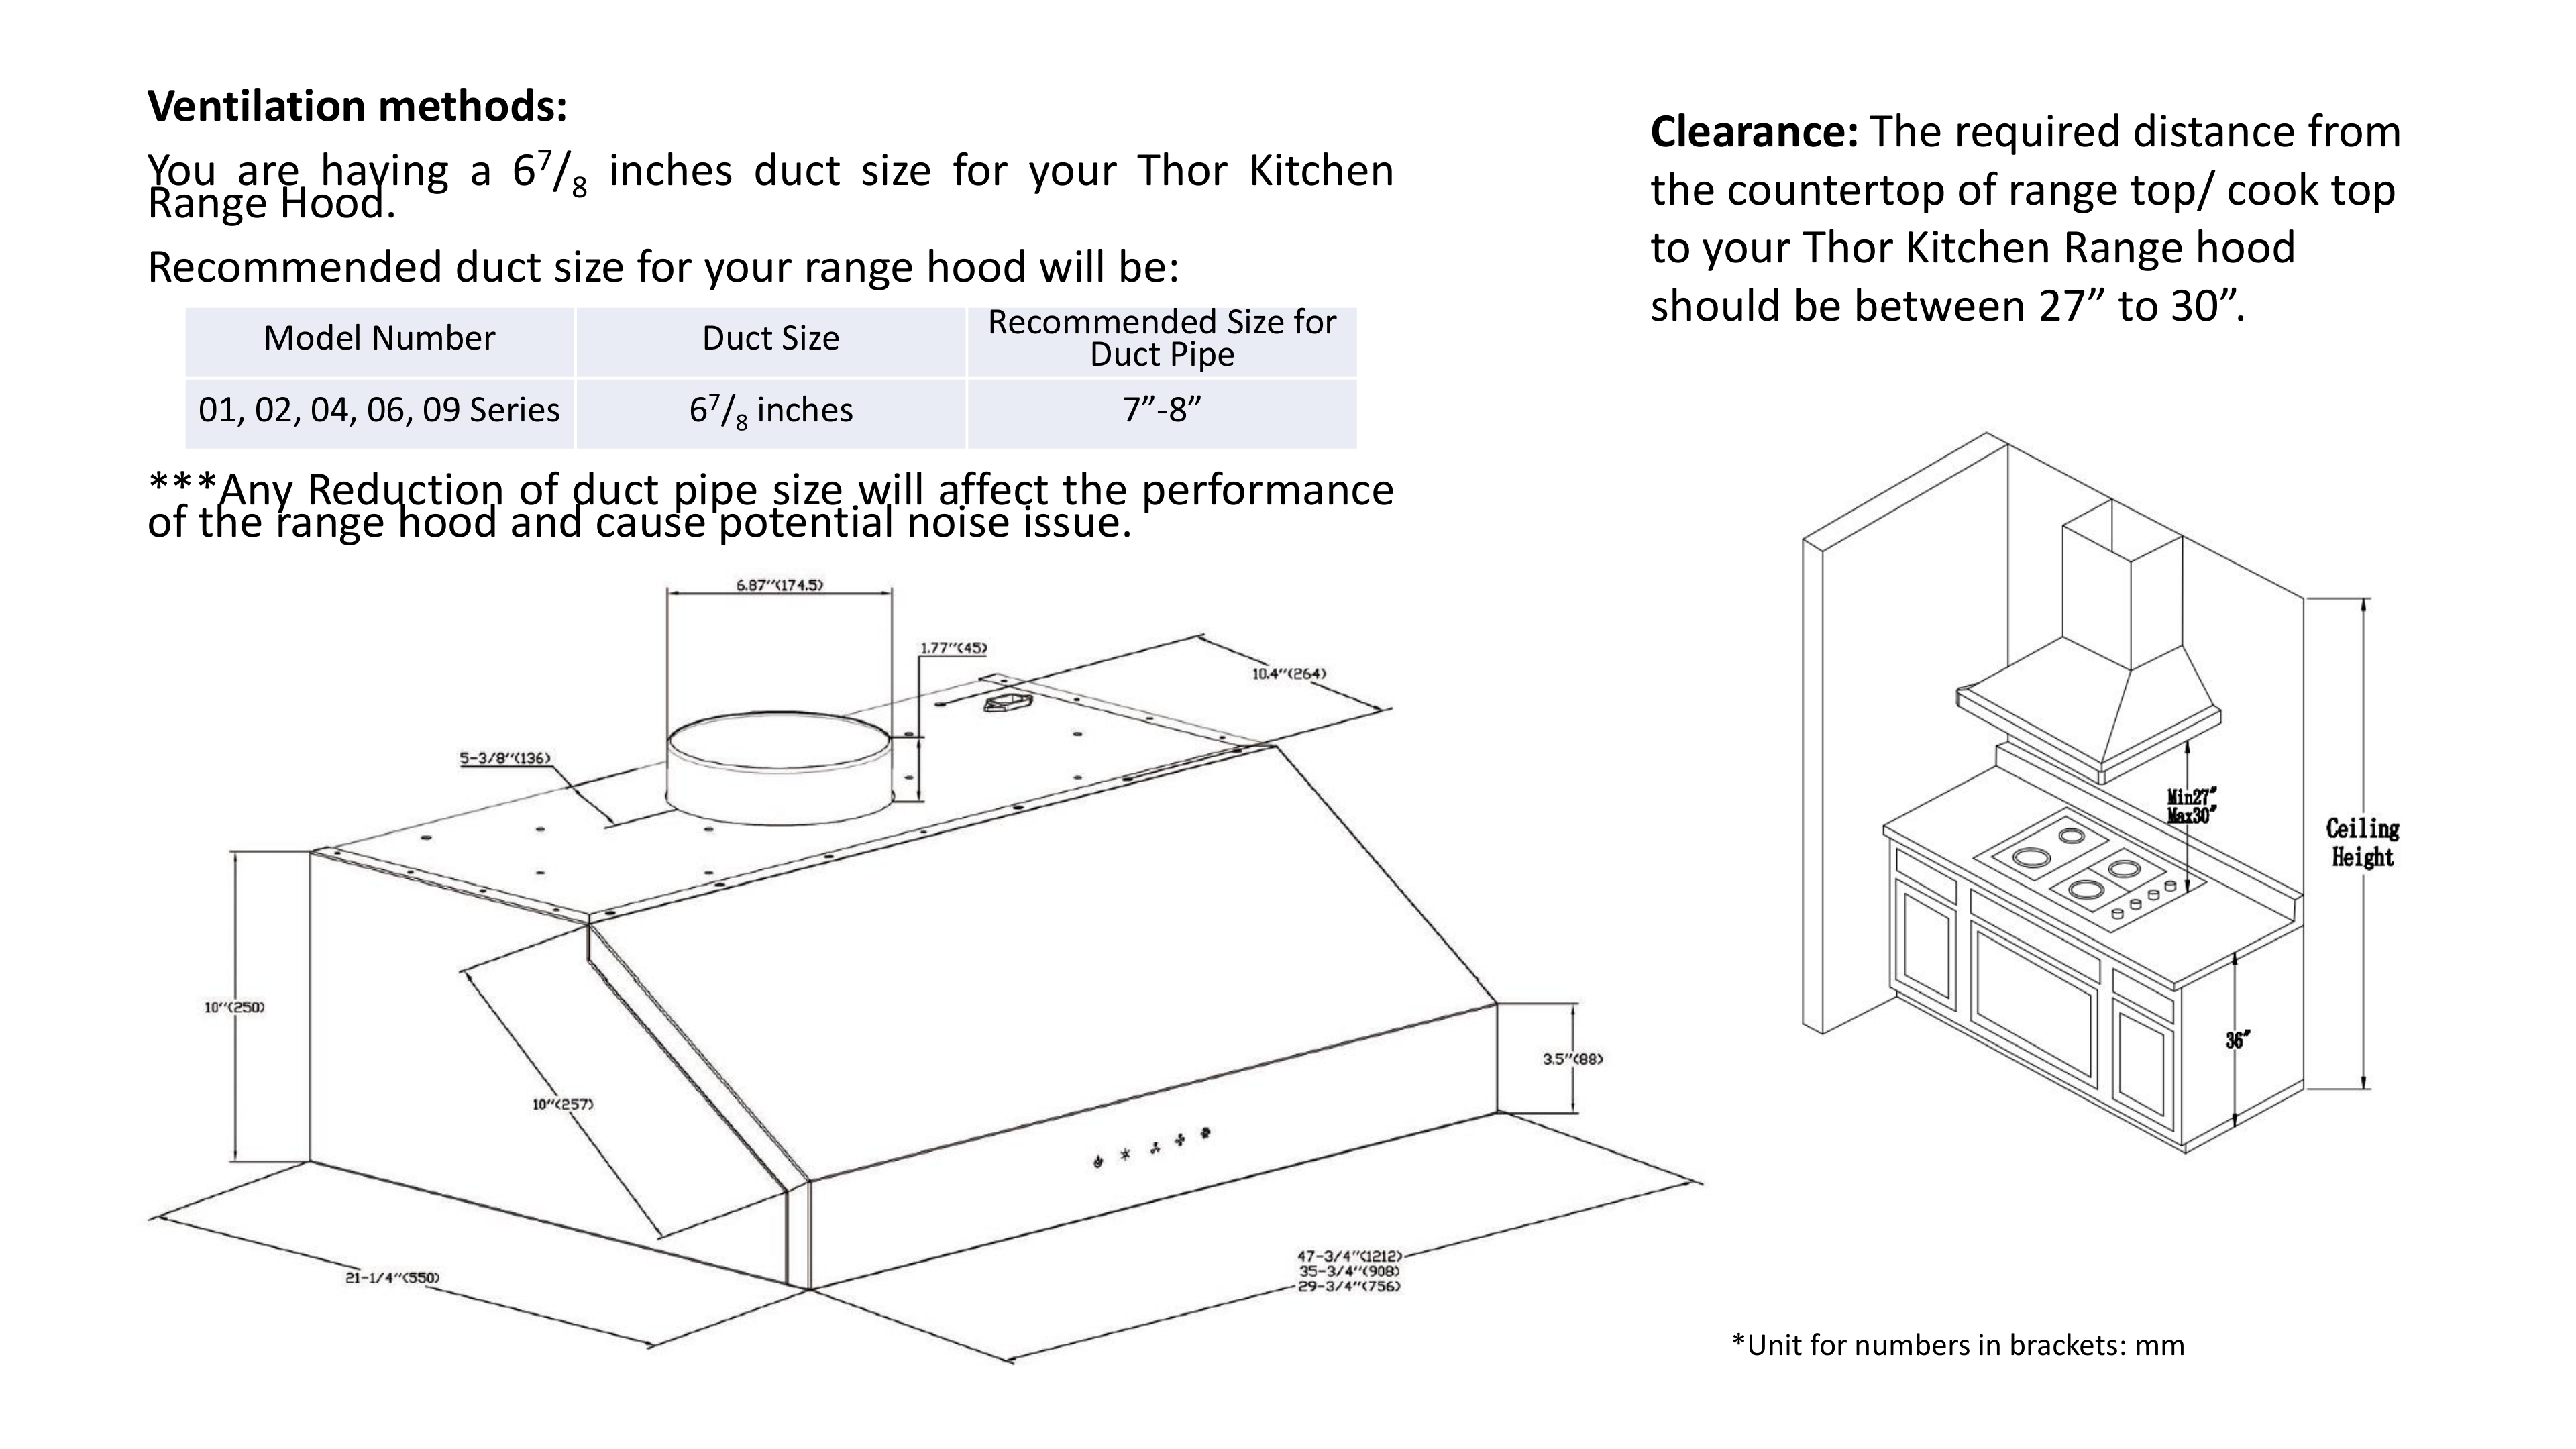 Ventilation methods:
You are having a 6⁷/₈ inches duct size for your Thor Kitchen
Range Hood.
Recommended duct size for your range hood will be:
Model Number
Duct Size
Recommended Size for
Duct Pipe
01, 02, 04, 06, 09 Series
6⁷/₈ inches
7”-8”
***Any Reduction of duct pipe size will affect the performance
of the range hood and cause potential noise issue.
Clearance: The required distance from
the countertop of range top/ cook top
to your Thor Kitchen Range hood
should be between 27” to 30”.
6.87''(174.5)
1.77''(45)
10.4''(264)
5-3/8''(136)
10''(250)
10''(257)
3.5''(88)
21-1/4''(550)
47-3/4''(1212)
35-3/4''(908)
29-3/4''(756)
Min27"
Max30"
Ceiling
Height
36"
*Unit for numbers in brackets: mm